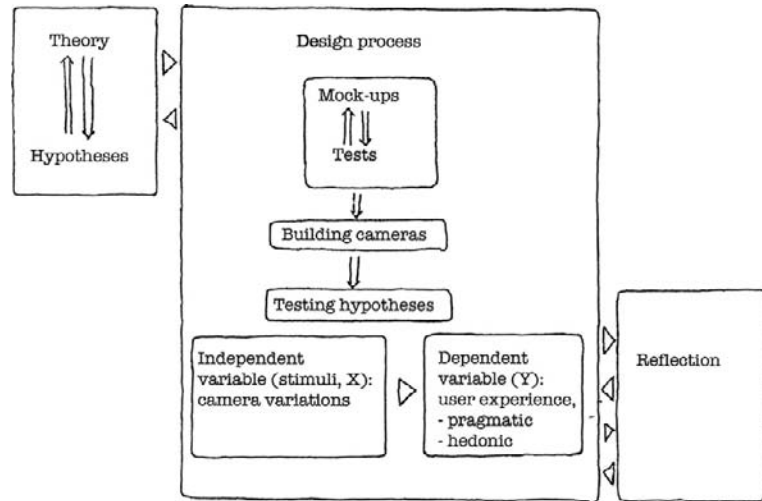 Theory
Hypotheses
Design process
Mock-ups
Tests
Building cameras
Testing hypotheses
Independent
variable (stimuli, X):
camera variations
Dependent
variable (Y):
user experience,
- pragmatic
- hedonic
Reflection